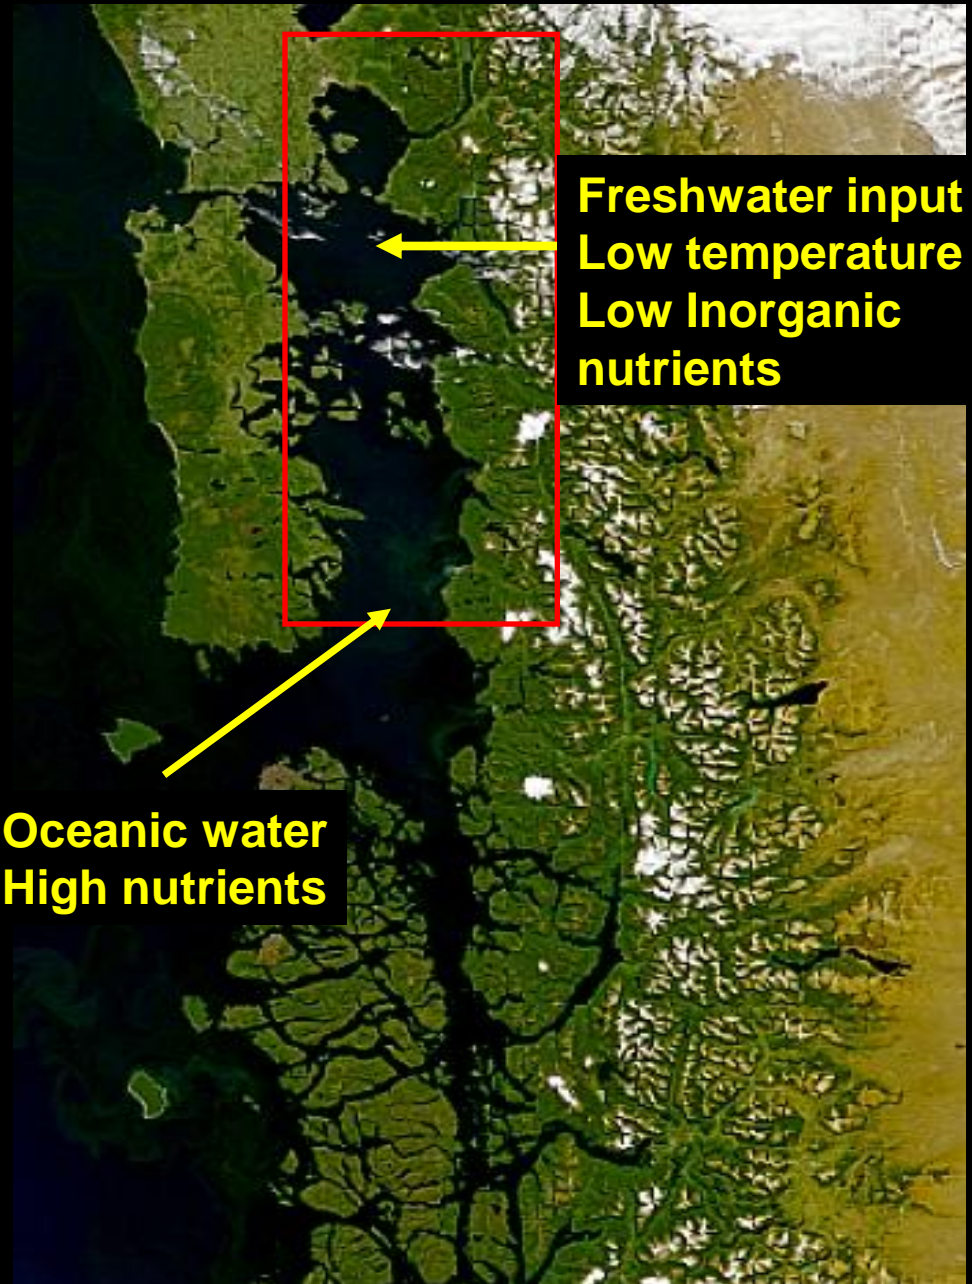 Freshwater input
Low temperature
Low Inorganic
nutrients
Oceanic water
High nutrients